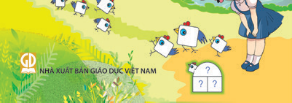 NHÀ XUẤT BẢN GIÁO DỤC VIỆT NAM
?
? ?